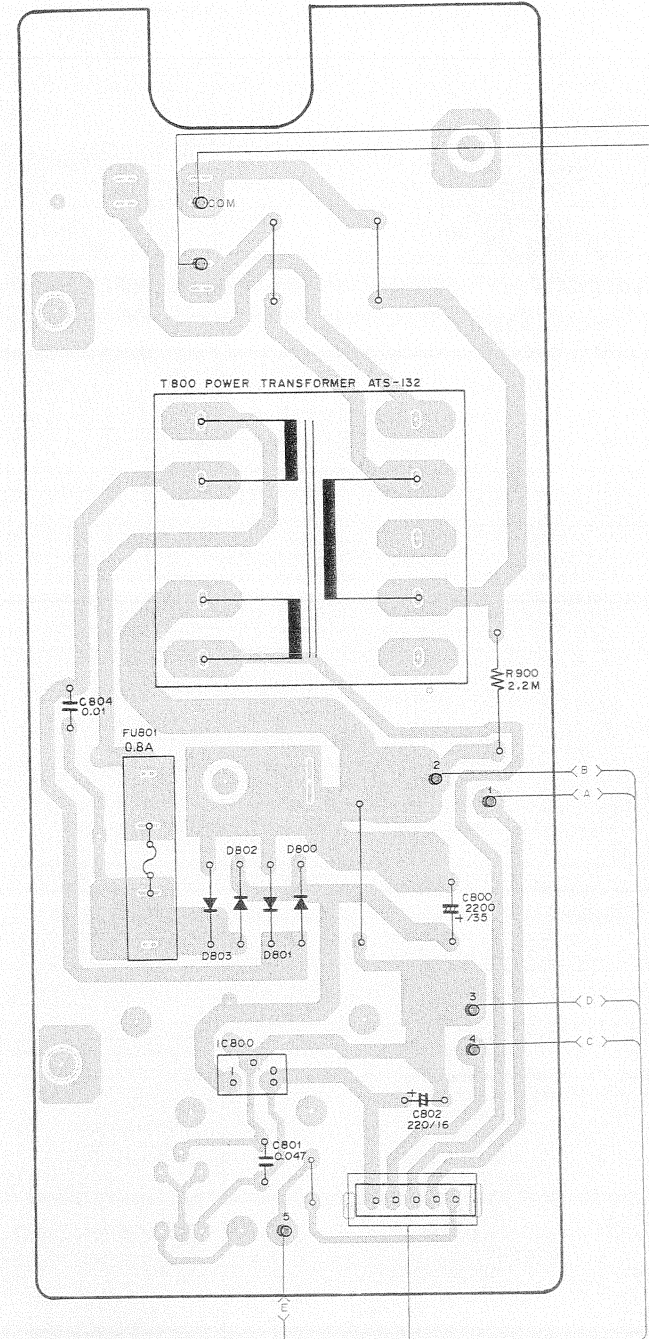 COM
T800 POWER TRANSFORMER ATS-132
R900
2.2M
C804
0.01
FU801
0.8A
2
B
1
A
D802
D800
C800
2200
+/35
D803
D801
3
D
IC800
4
C
I
O
+
C802
220/16
C801
0.047
5
E